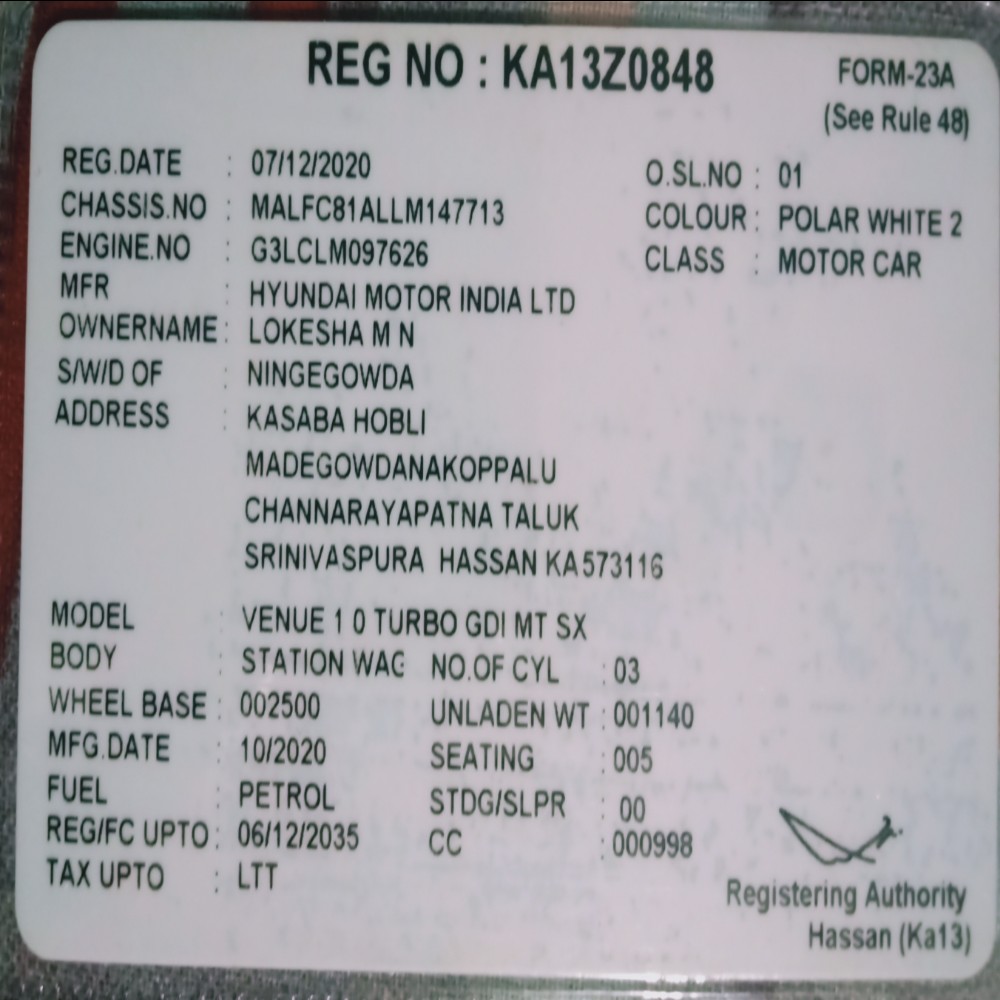 REG NO : KA13Z0848
FORM-23A
(See Rule 48)
REG.DATE : 07/12/2020
O.SL.NO : 01
CHASSIS.NO : MALFC81ALLM147713
COLOUR : POLAR WHITE 2
ENGINE.NO : G3LCLM097626
CLASS : MOTOR CAR
MFR : HYUNDAI MOTOR INDIA LTD
OWNERNAME : LOKESHA M N
S/W/D OF : NINGEGOWDA
ADDRESS : KASABA HOBLI
MADEGOWDANAKOPPALU
CHANNARAYAPATNA TALUK
SRINIVASPURA HASSAN KA573116
MODEL : VENUE 1 0 TURBO GDI MT SX
BODY : STATION WAG NO.OF CYL : 03
WHEEL BASE : 002500 UNLADEN WT : 001140
MFG.DATE : 10/2020 SEATING : 005
FUEL : PETROL STDG/SLPR : 00
REG/FC UPTO : 06/12/2035 CC : 000998
TAX UPTO : LTT
Registering Authority
Hassan (Ka13)